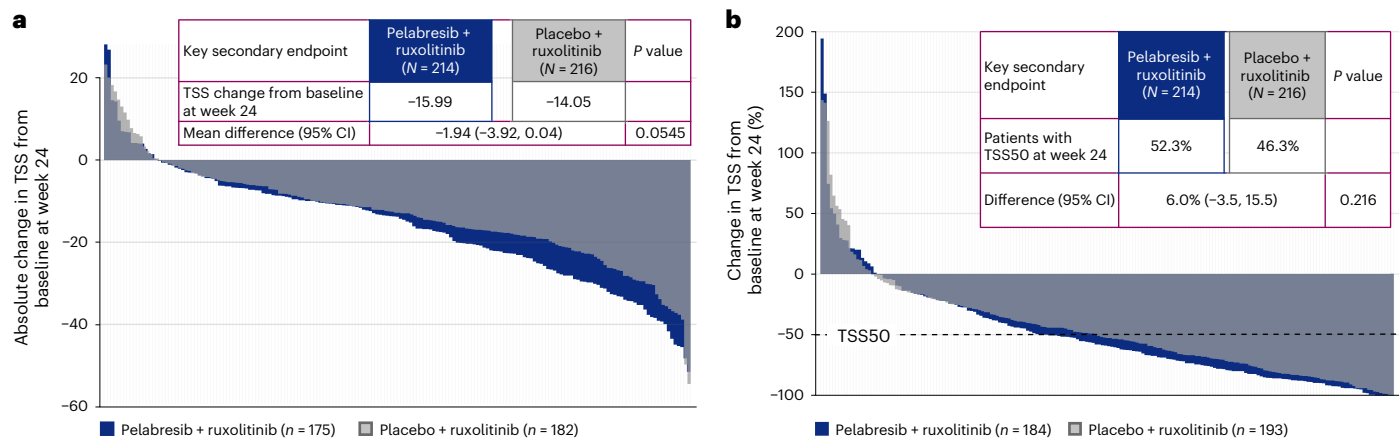 a
Absolute change in TSS from
baseline at week 24
20
0
−20
−40
−60
Key secondary endpoint
Pelabresib +
ruxolitinib
(N = 214)
Placebo +
ruxolitinib
(N = 216)
P value
TSS change from baseline
at week 24
−15.99
−14.05
Mean difference (95% CI)
−1.94 (−3.92, 0.04)
0.0545
Pelabresib + ruxolitinib (n = 175)
Placebo + ruxolitinib (n = 182)
b
Change in TSS from
baseline at week 24 (%)
200
150
100
50
0
−50
−100
Key secondary
endpoint
Pelabresib +
ruxolitinib
(N = 214)
Placebo +
ruxolitinib
(N = 216)
P value
Patients with
TSS50 at week 24
52.3%
46.3%
Difference (95% CI)
6.0% (−3.5, 15.5)
0.216
TSS50
Pelabresib + ruxolitinib (n = 184)
Placebo + ruxolitinib (n = 193)